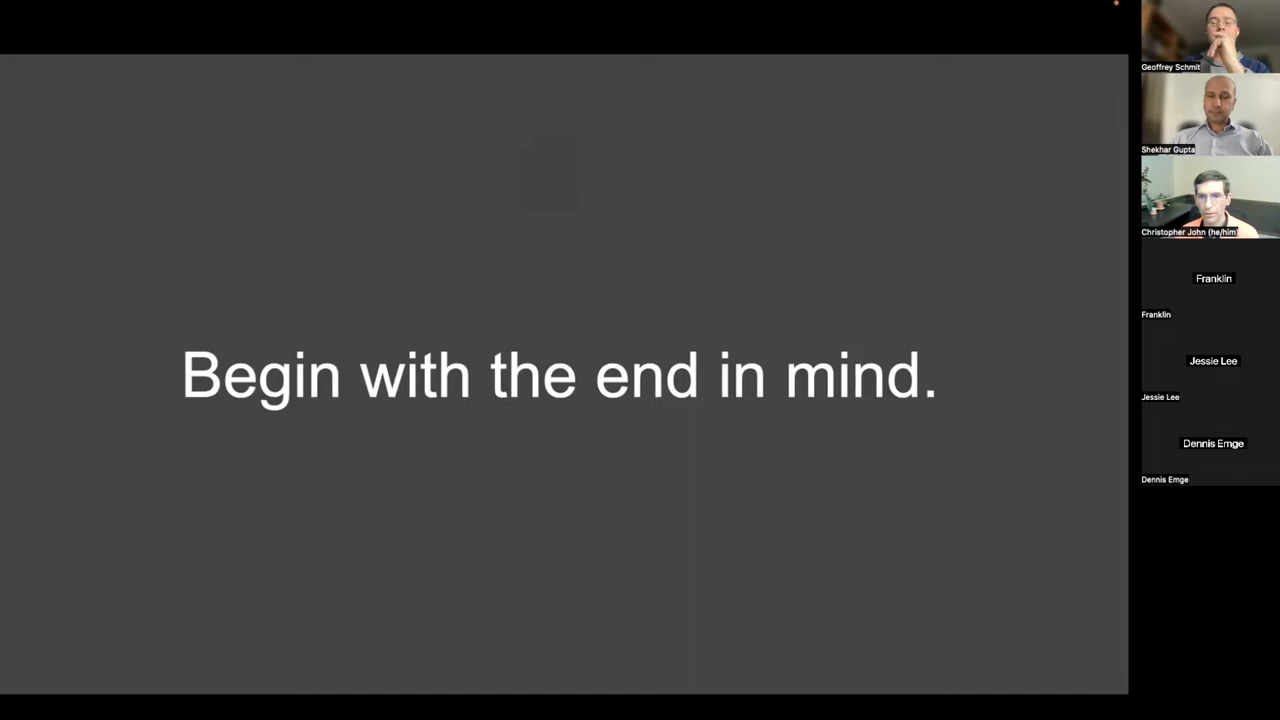 Begin with the end in mind.
Geoffrey Schmit
Shekhar Gupta
Christopher John (he/him)
Franklin
Franklin
Jessie Lee
Jessie Lee
Dennis Emge
Dennis Emge